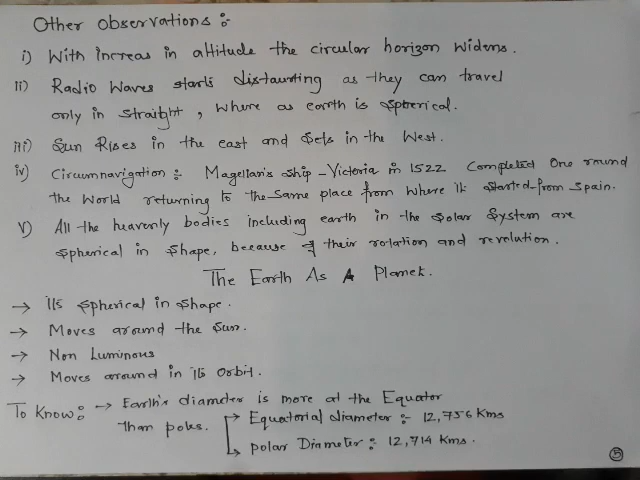 Other observations :-
i) With increas in altitude the circular horizon widens.
ii) Radio waves starts distaurting as they can travel
only in straight, where as earth is spherical.
iii) Sun Rises in the east and Sets in the West.
iv) Circumnavigation :- Magellan's ship - Victoria in 1522 Completed One round
the World returning to the same place from where it started from Spain.
v) All the heavenly bodies including earth in the Solar System are
spherical in shape, because of their rotation and revolution.
The Earth As A Planet.
→ Its spherical in shape.
→ Moves around the Sun.
→ Non Luminous
→ Moves around in its Orbit.
To Know :- → Earth's diameter is more at the Equator
than poles. → Equatorial diameter :- 12,756 Kms
→ polar Diameter :- 12,714 Kms.
5